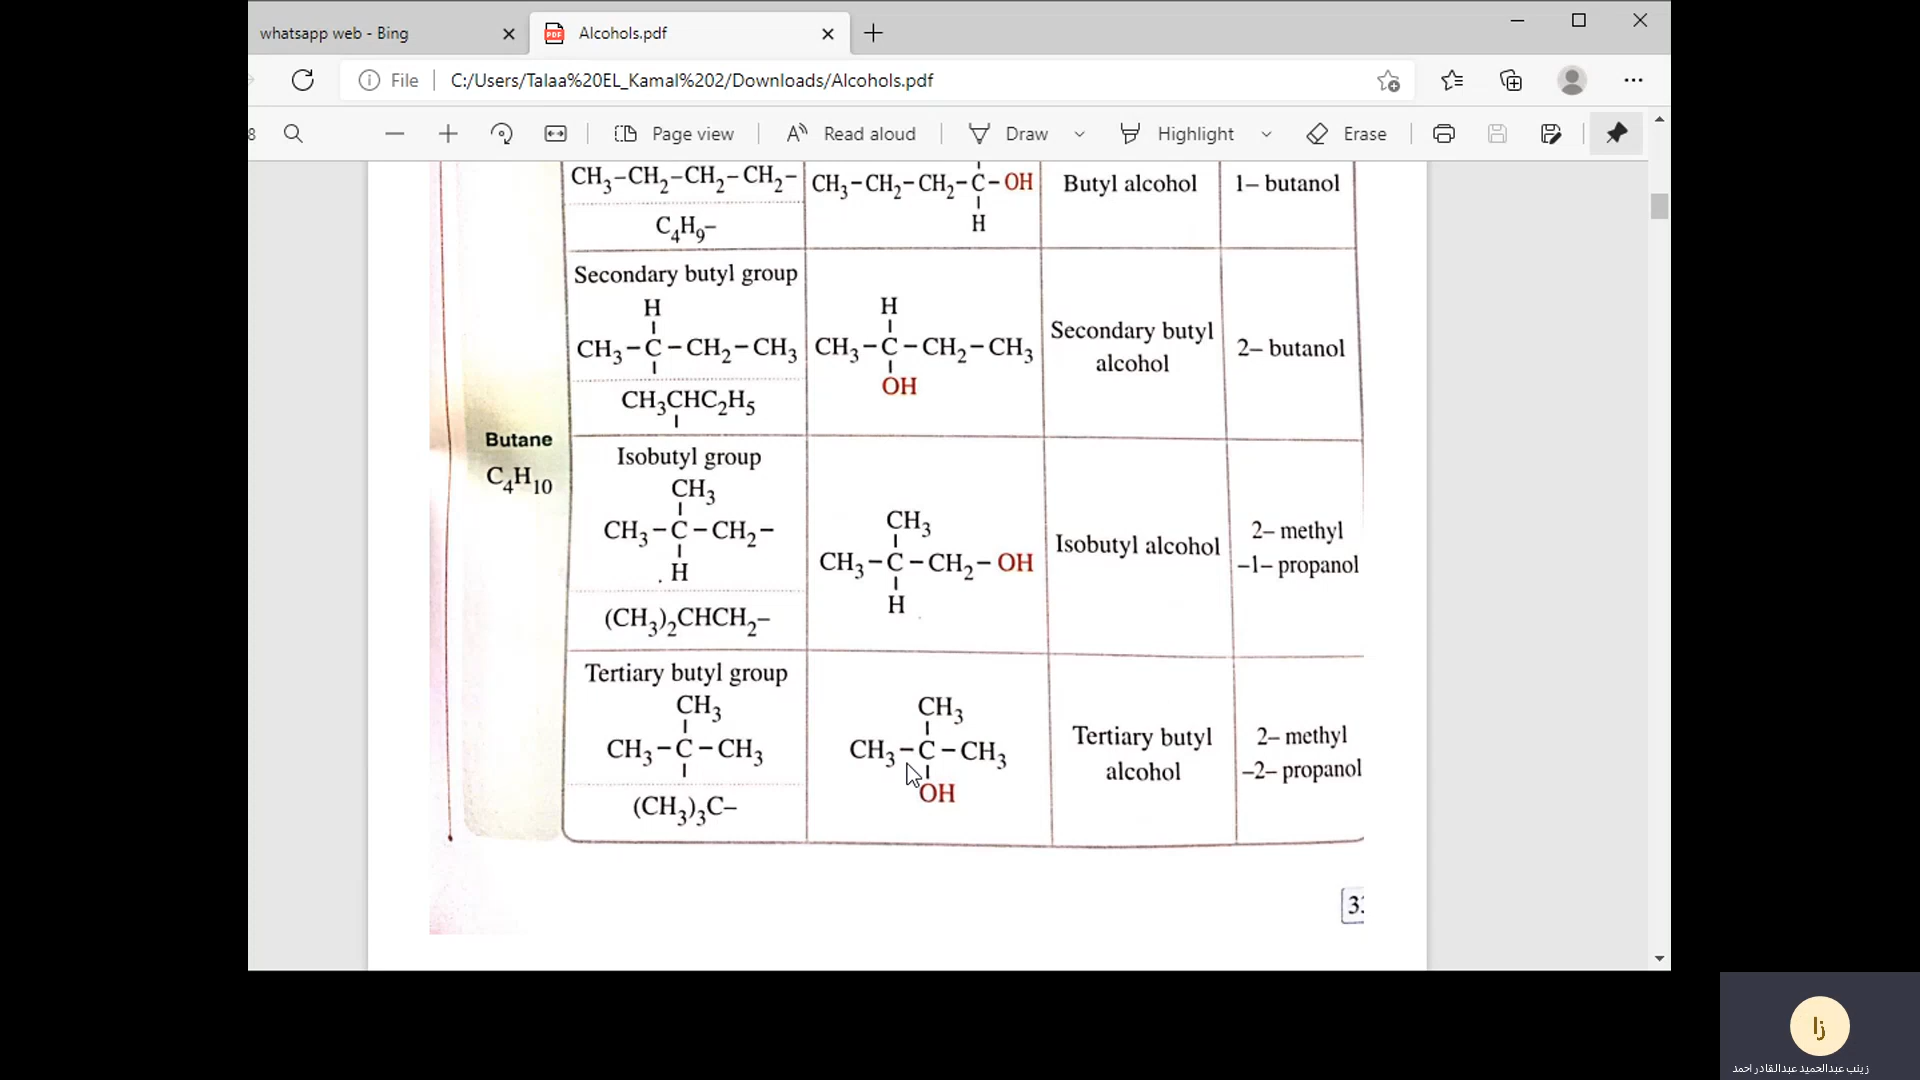 whatsapp web - Bing
Alcohols.pdf
File
C:/Users/Talaa%20EL_Kamal%202/Downloads/Alcohols.pdf
8
Page view
Read aloud
Draw
Highlight
Erase
CH₃–CH₂–CH₂–CH₂–
CH₃–CH₂–CH₂–C–OH
H
Butyl alcohol
1– butanol
C₄H₉–
Secondary butyl group
H
CH₃–C–CH₂–CH₃
CH₃CHC₂H₅
H
CH₃–C–CH₂–CH₃
OH
Secondary butyl
alcohol
2– butanol
Butane
C₄H₁₀
Isobutyl group
CH₃
CH₃–C–CH₂–
H
(CH₃)₂CHCH₂–
CH₃
CH₃–C–CH₂–OH
H
Isobutyl alcohol
2– methyl
–1– propanol
Tertiary butyl group
CH₃
CH₃–C–CH₃
(CH₃)₃C–
CH₃
CH₃–C–CH₃
OH
Tertiary butyl
alcohol
2– methyl
–2– propanol
زا
زينب عبدالحميد عبدالقادر احمد